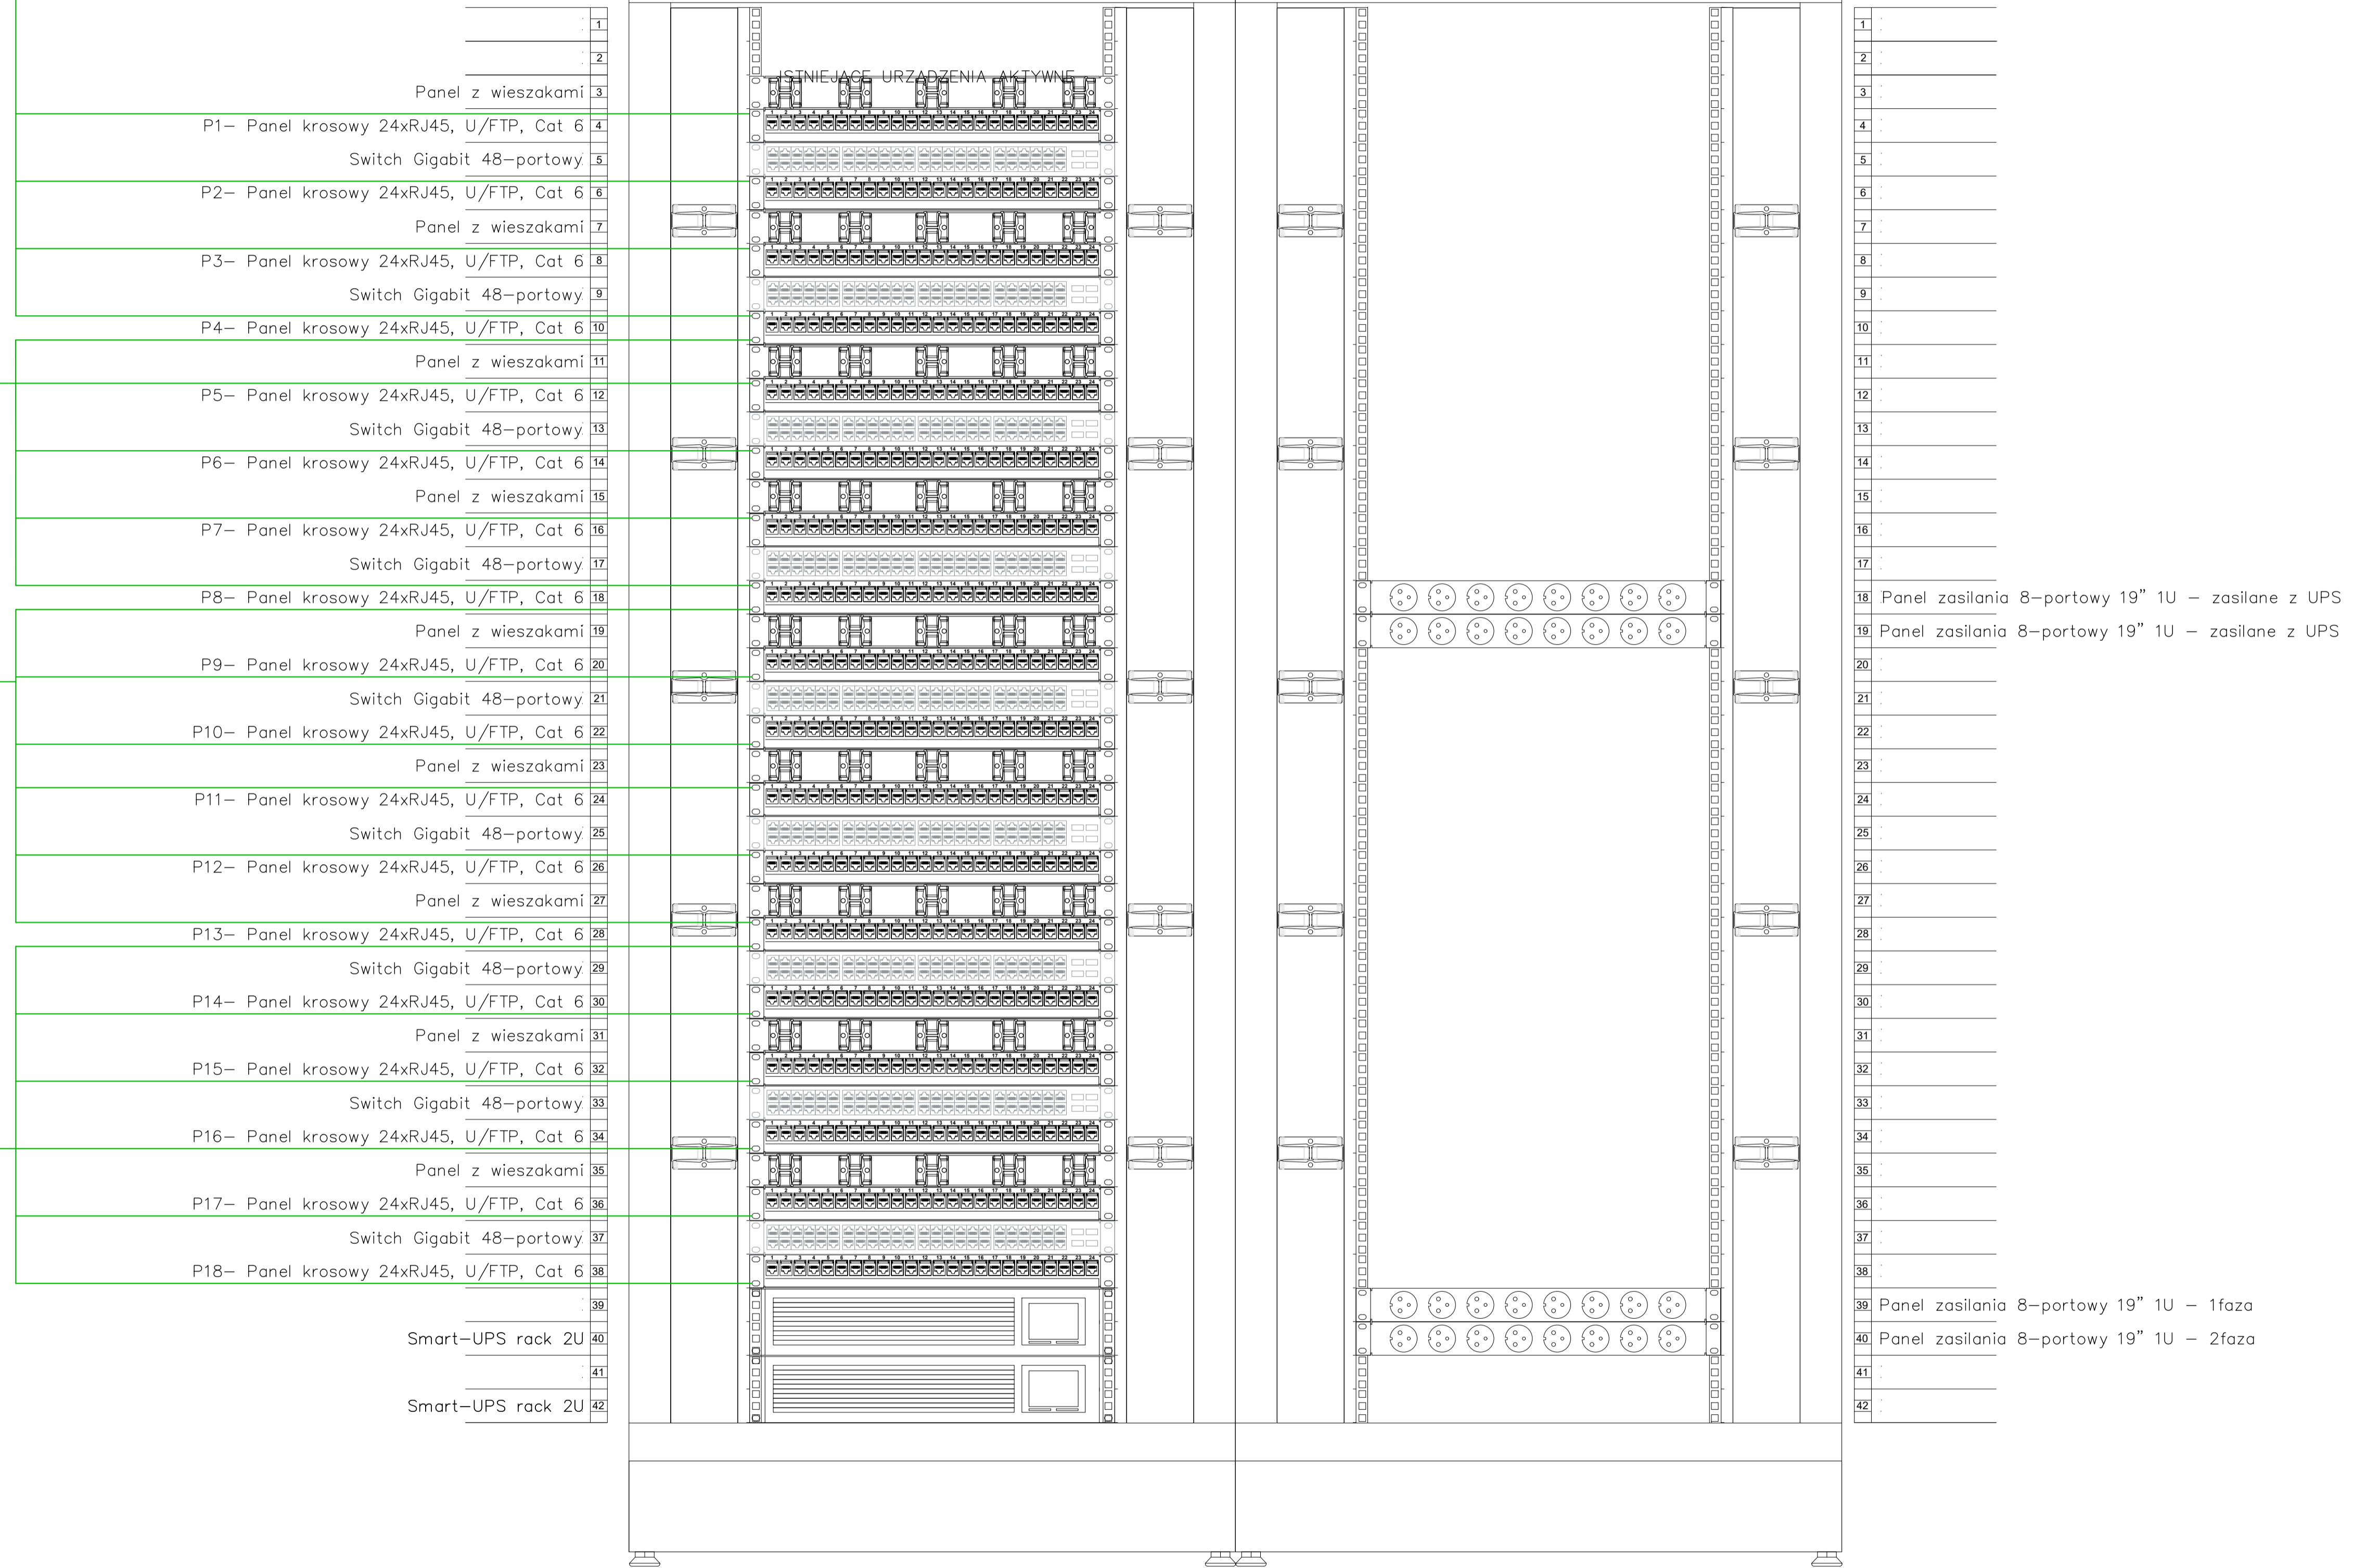 ISTNIEJĄCE URZĄDZENIA AKTYWNE
1
2
Panel z wieszakami 3
P1– Panel krosowy 24xRJ45, U/FTP, Cat 6 4
Switch Gigabit 48–portowy 5
P2– Panel krosowy 24xRJ45, U/FTP, Cat 6 6
Panel z wieszakami 7
P3– Panel krosowy 24xRJ45, U/FTP, Cat 6 8
Switch Gigabit 48–portowy 9
P4– Panel krosowy 24xRJ45, U/FTP, Cat 6 10
Panel z wieszakami 11
P5– Panel krosowy 24xRJ45, U/FTP, Cat 6 12
Switch Gigabit 48–portowy 13
P6– Panel krosowy 24xRJ45, U/FTP, Cat 6 14
Panel z wieszakami 15
P7– Panel krosowy 24xRJ45, U/FTP, Cat 6 16
Switch Gigabit 48–portowy 17
P8– Panel krosowy 24xRJ45, U/FTP, Cat 6 18
Panel z wieszakami 19
P9– Panel krosowy 24xRJ45, U/FTP, Cat 6 20
Switch Gigabit 48–portowy 21
P10– Panel krosowy 24xRJ45, U/FTP, Cat 6 22
Panel z wieszakami 23
P11– Panel krosowy 24xRJ45, U/FTP, Cat 6 24
Switch Gigabit 48–portowy 25
P12– Panel krosowy 24xRJ45, U/FTP, Cat 6 26
Panel z wieszakami 27
P13– Panel krosowy 24xRJ45, U/FTP, Cat 6 28
Switch Gigabit 48–portowy 29
P14– Panel krosowy 24xRJ45, U/FTP, Cat 6 30
Panel z wieszakami 31
P15– Panel krosowy 24xRJ45, U/FTP, Cat 6 32
Switch Gigabit 48–portowy 33
P16– Panel krosowy 24xRJ45, U/FTP, Cat 6 34
Panel z wieszakami 35
P17– Panel krosowy 24xRJ45, U/FTP, Cat 6 36
Switch Gigabit 48–portowy 37
P18– Panel krosowy 24xRJ45, U/FTP, Cat 6 38
39
Smart–UPS rack 2U 40
41
Smart–UPS rack 2U 42
1
2
3
4
5
6
7
8
9
10
11
12
13
14
15
16
17
18 Panel zasilania 8–portowy 19" 1U – zasilane z UPS
19 Panel zasilania 8–portowy 19" 1U – zasilane z UPS
20
21
22
23
24
25
26
27
28
29
30
31
32
33
34
35
36
37
38
39 Panel zasilania 8–portowy 19" 1U – 1faza
40 Panel zasilania 8–portowy 19" 1U – 2faza
41
42